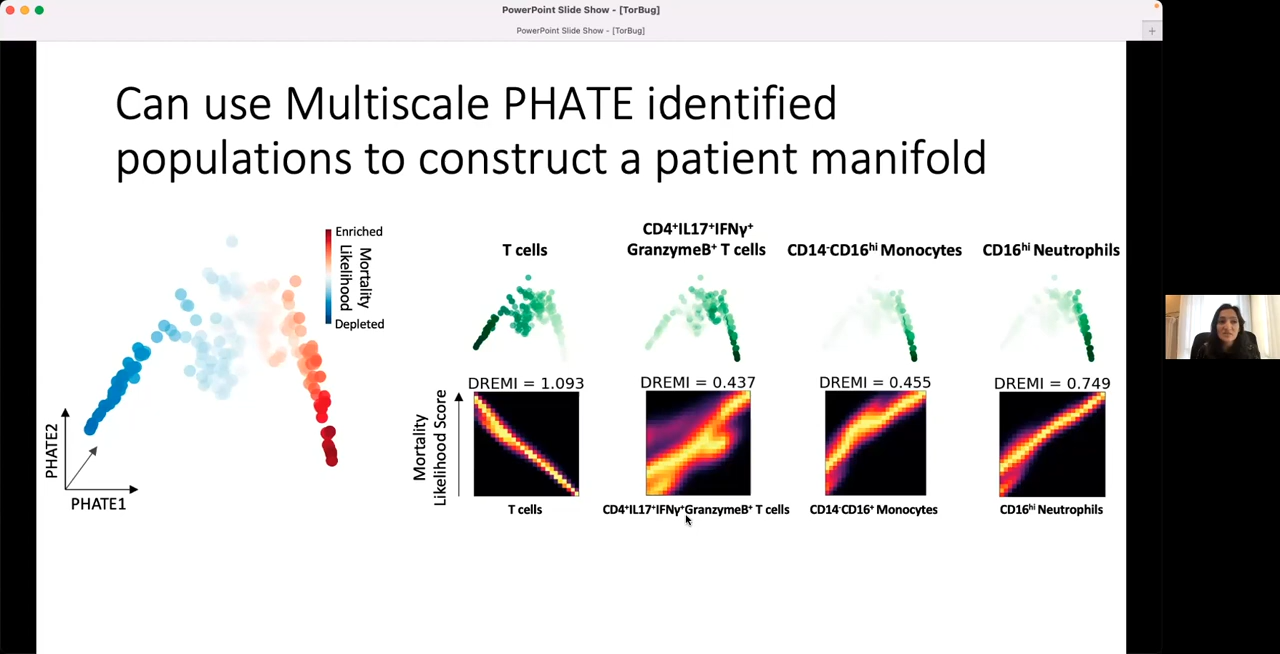 PowerPoint Slide Show - [TorBug]
PowerPoint Slide Show - [TorBug]
+
Can use Multiscale PHATE identified
populations to construct a patient manifold
Enriched
Mortality
Likelihood
Depleted
PHATE2
PHATE1
T cells
CD4⁺IL17⁺IFNγ⁺
GranzymeB⁺ T cells
CD14⁻CD16ʰⁱ Monocytes
CD16ʰⁱ Neutrophils
DREMI = 1.093
DREMI = 0.437
DREMI = 0.455
DREMI = 0.749
Mortality
Likelihood Score
T cells
CD4⁺IL17⁺IFNγ⁺GranzymeB⁺ T cells
CD14⁻CD16⁺ Monocytes
CD16ʰⁱ Neutrophils